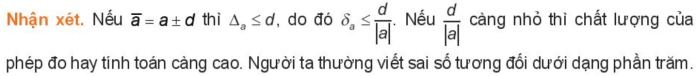 Nhận xét. Nếu a̅ = a ± d thì Δₐ ≤ d, do đó δₐ ≤ d/|a|. Nếu d/|a| càng nhỏ thì chất lượng của
phép đo hay tính toán càng cao. Người ta thường viết sai số tương đối dưới dạng phần trăm.